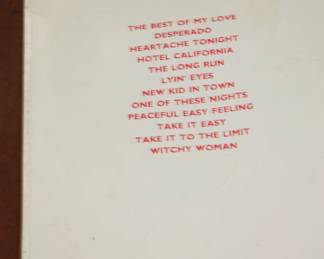 THE BEST OF MY LOVE
DESPERADO
HEARTACHE TONIGHT
HOTEL CALIFORNIA
THE LONG RUN
LYIN' EYES
NEW KID IN TOWN
ONE OF THESE NIGHTS
PEACEFUL EASY FEELING
TAKE IT EASY
TAKE IT TO THE LIMIT
WITCHY WOMAN